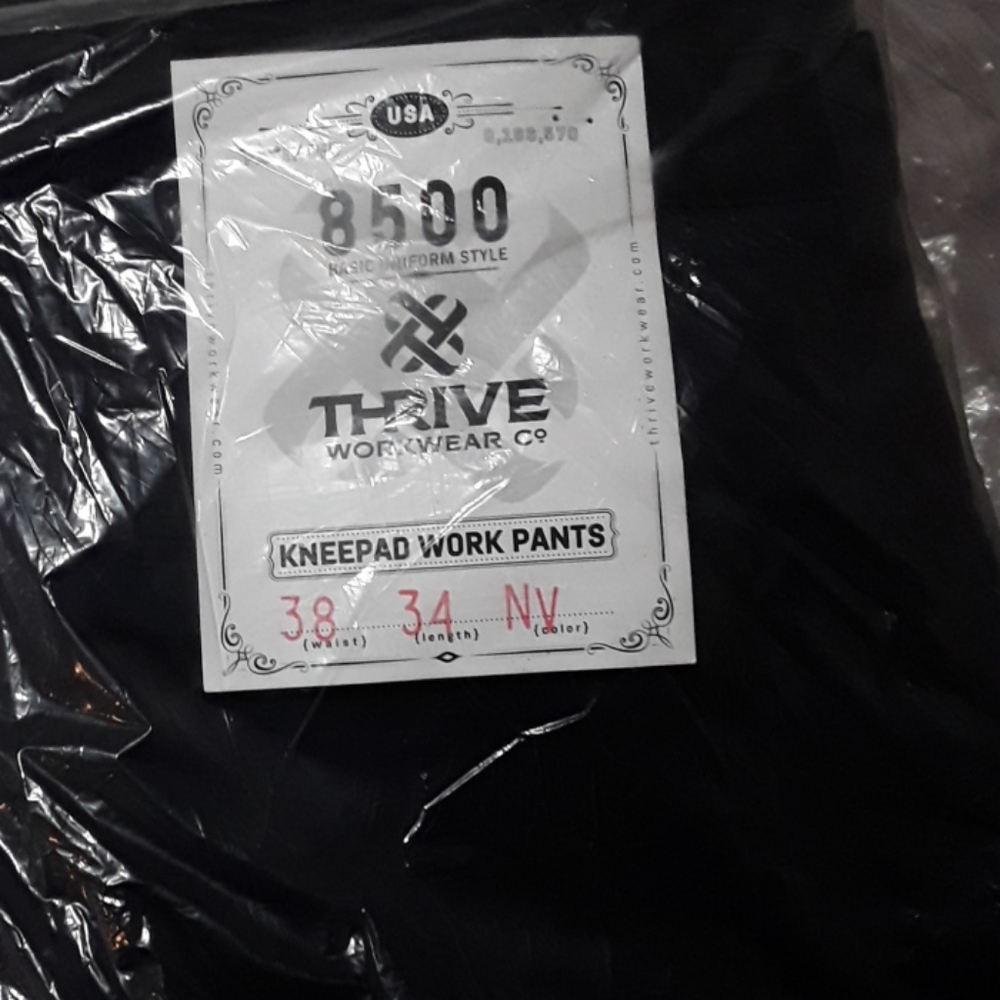 USA
8500
BASIC UNIFORM STYLE
THRIVE
WORKWEAR Cº
thriveworkwear.com
KNEEPAD WORK PANTS
38 34 NV
(waist) (length) (color)